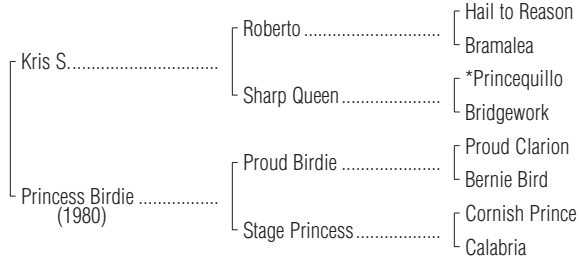 Hail to Reason
Roberto
Bramalea
Kris S.
*Princequillo
Sharp Queen
Bridgework
Proud Clarion
Proud Birdie
Bernie Bird
Princess Birdie
(1980)
Cornish Prince
Stage Princess
Calabria